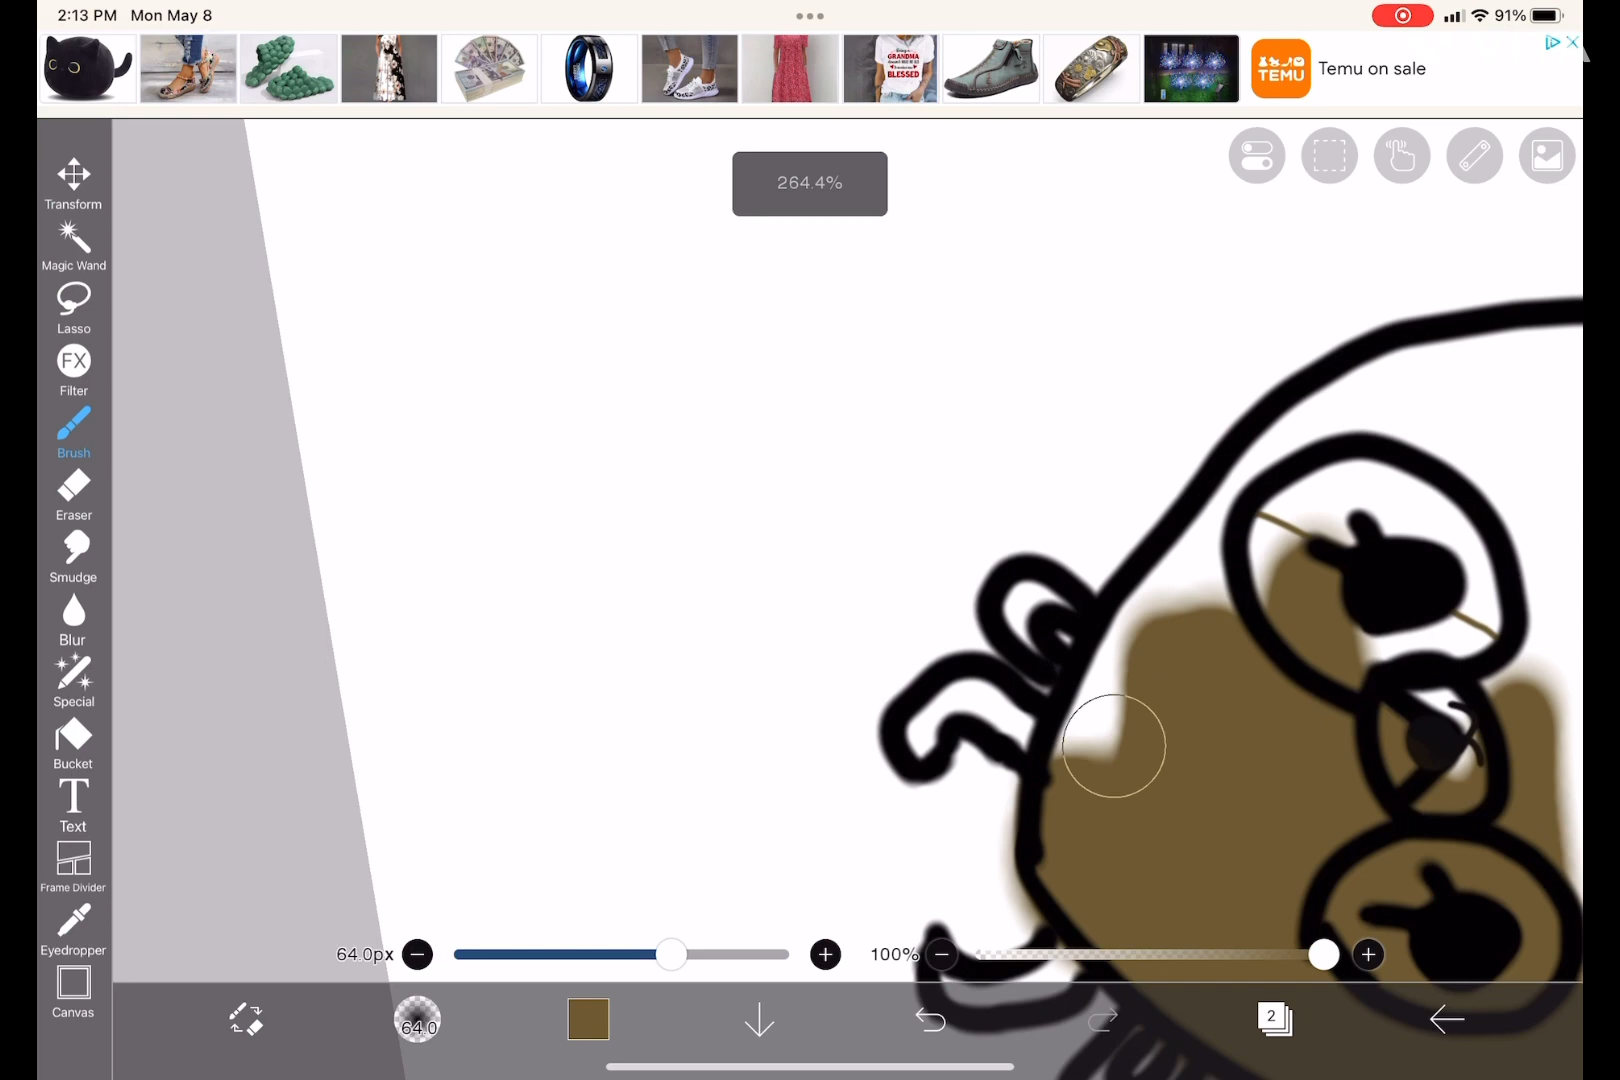 2:13 PM Mon May 8
91%
GRANDMA
BLESSED
TEMU
Temu on sale
264.4%
Transform
Magic Wand
Lasso
FX
Filter
Brush
Eraser
Smudge
Blur
Special
Bucket
T
Text
Frame Divider
Eyedropper
Canvas
64.0px
100%
64.0
2